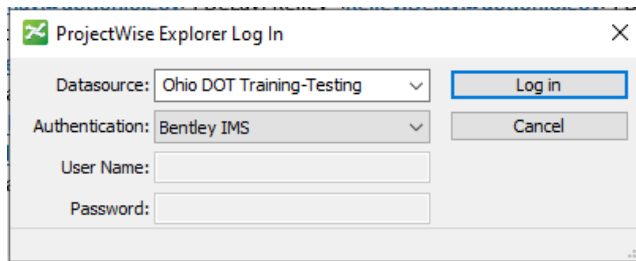 ProjectWise Explorer Log In
Datasource: Ohio DOT Training-Testing Log in
Authentication: Bentley IMS Cancel
User Name:
Password: